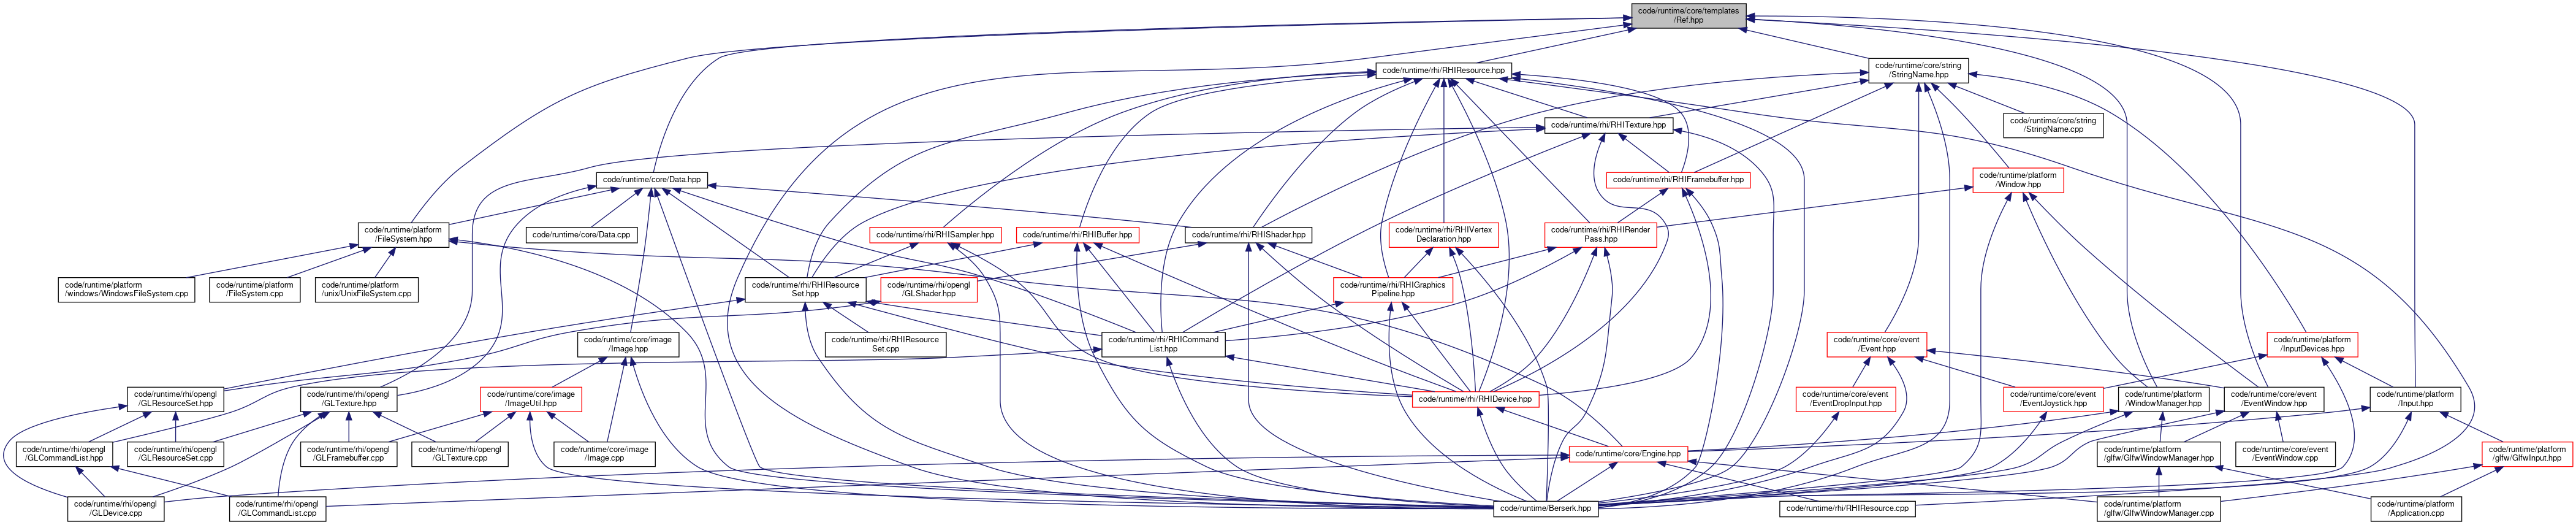 code/runtime/core/templates
/Ref.hpp
code/runtime/rhi/RHIResource.hpp
code/runtime/core/string
/StringName.hpp
code/runtime/rhi/RHITexture.hpp
code/runtime/core/string
/StringName.cpp
code/runtime/core/Data.hpp
code/runtime/rhi/RHIFramebuffer.hpp
code/runtime/platform
/Window.hpp
code/runtime/platform
/FileSystem.hpp
code/runtime/core/Data.cpp
code/runtime/rhi/RHISampler.hpp
code/runtime/rhi/RHIBuffer.hpp
code/runtime/rhi/RHIShader.hpp
code/runtime/rhi/RHIVertex
Declaration.hpp
code/runtime/rhi/RHIRender
Pass.hpp
code/runtime/platform
/windows/WindowsFileSystem.cpp
code/runtime/platform
/FileSystem.cpp
code/runtime/platform
/unix/UnixFileSystem.cpp
code/runtime/rhi/RHIResource
Set.hpp
code/runtime/rhi/opengl
/GLShader.hpp
code/runtime/rhi/RHIGraphics
Pipeline.hpp
code/runtime/core/image
/Image.hpp
code/runtime/rhi/RHIResource
Set.cpp
code/runtime/rhi/RHICommand
List.hpp
code/runtime/core/event
/Event.hpp
code/runtime/platform
/InputDevices.hpp
code/runtime/rhi/opengl
/GLResourceSet.hpp
code/runtime/rhi/opengl
/GLTexture.hpp
code/runtime/core/image
/ImageUtil.hpp
code/runtime/rhi/RHIDevice.hpp
code/runtime/core/event
/EventDropInput.hpp
code/runtime/core/event
/EventJoystick.hpp
code/runtime/platform
/WindowManager.hpp
code/runtime/core/event
/EventWindow.hpp
code/runtime/platform
/Input.hpp
code/runtime/rhi/opengl
/GLCommandList.hpp
code/runtime/rhi/opengl
/GLResourceSet.cpp
code/runtime/rhi/opengl
/GLFramebuffer.cpp
code/runtime/rhi/opengl
/GLTexture.cpp
code/runtime/core/image
/Image.cpp
code/runtime/core/Engine.hpp
code/runtime/platform
/glfw/GlfwWindowManager.hpp
code/runtime/core/event
/EventWindow.cpp
code/runtime/platform
/glfw/GlfwInput.hpp
code/runtime/rhi/opengl
/GLDevice.cpp
code/runtime/rhi/opengl
/GLCommandList.cpp
code/runtime/Berserk.hpp
code/runtime/rhi/RHIResource.cpp
code/runtime/platform
/glfw/GlfwWindowManager.cpp
code/runtime/platform
/Application.cpp